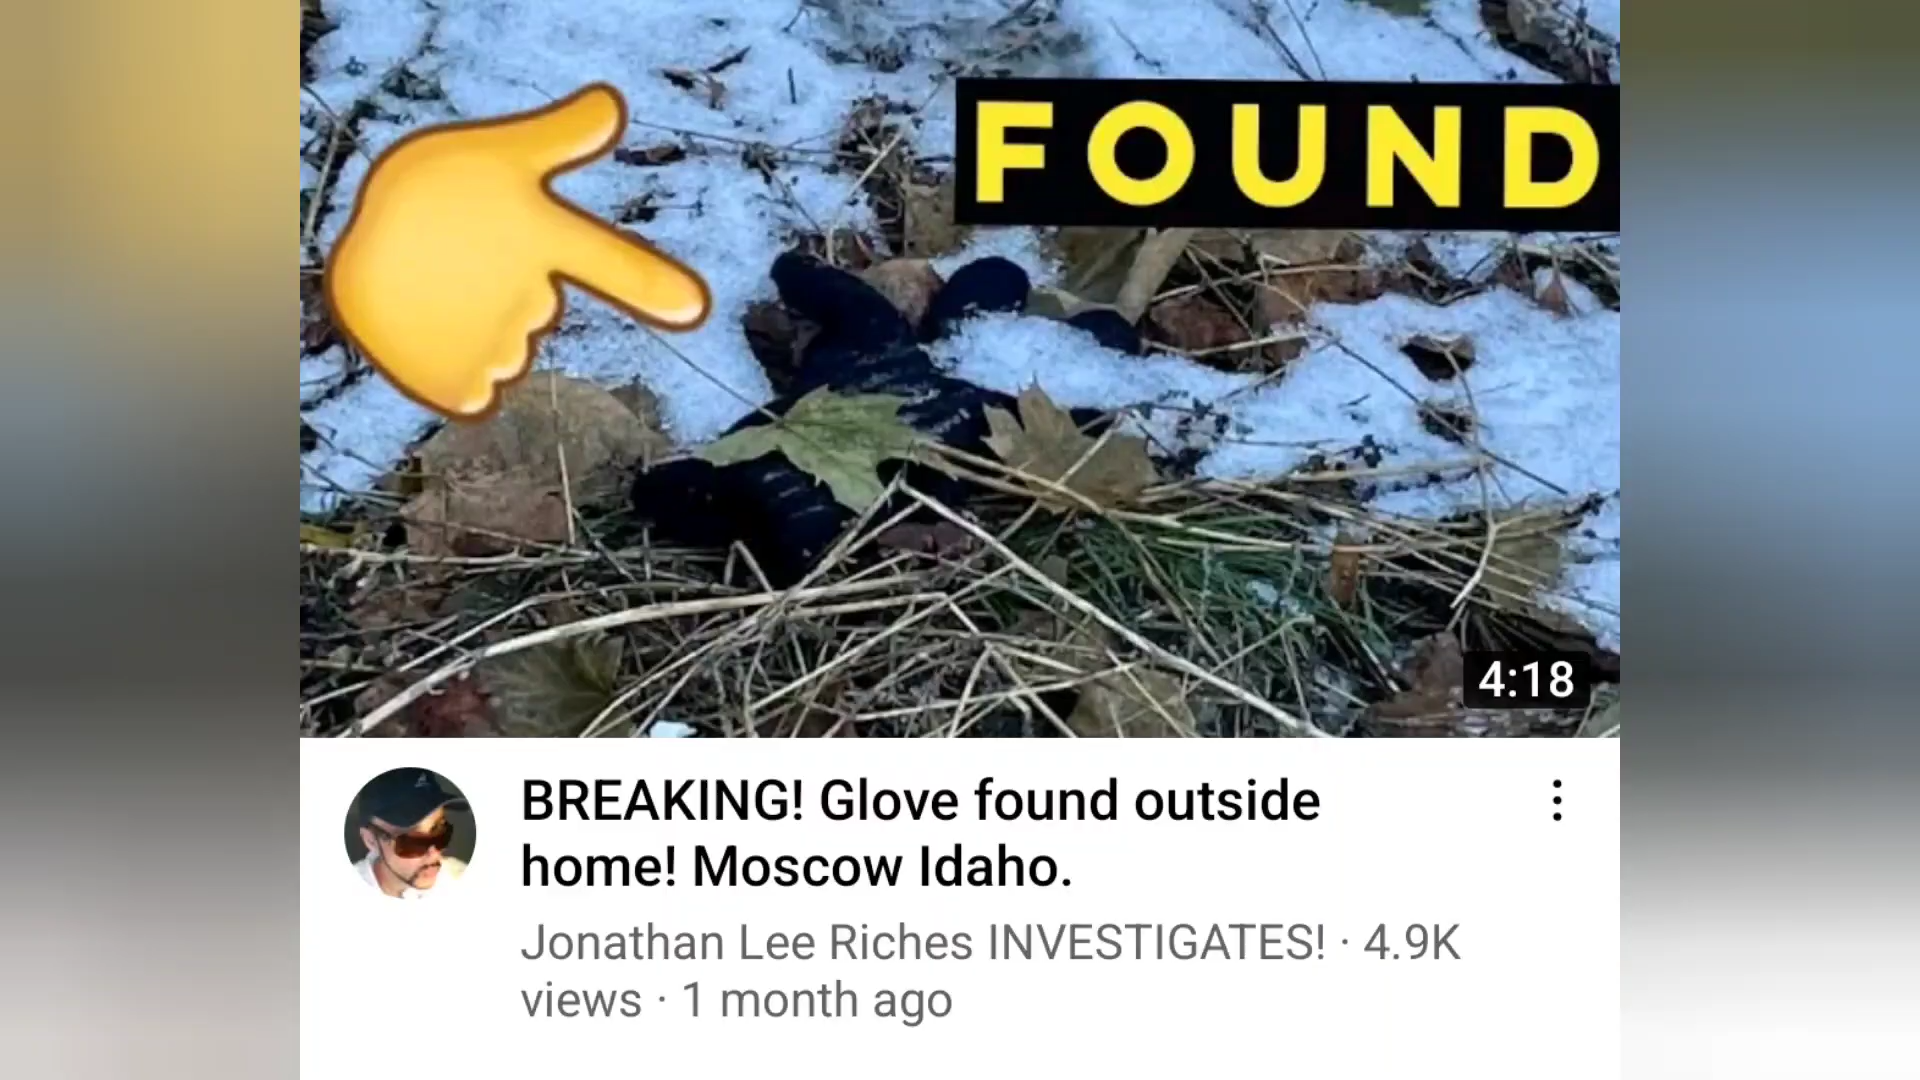 FOUND
4:18
BREAKING! Glove found outside
home! Moscow Idaho.
Jonathan Lee Riches INVESTIGATES! · 4.9K
views · 1 month ago